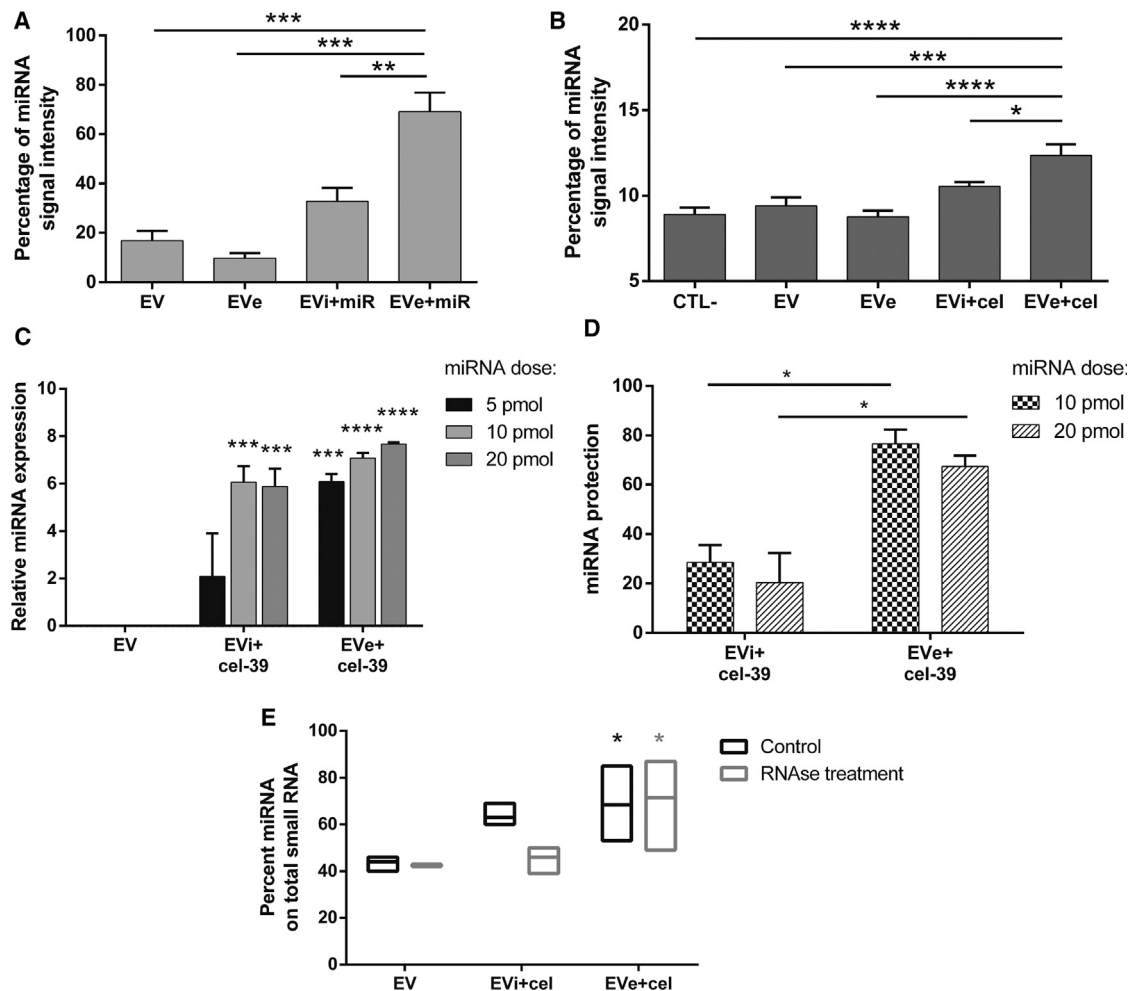 A
Percentage of miRNA
signal intensity
100
80
60
40
20
0
***
***
**
EV
EVe
EVi+miR
EVe+miR
B
Percentage of miRNA
signal intensity
20
15
10
5
****
***
****
*
CTL-
EV
EVe
EVi+cel
EVe+cel
C
Relative miRNA expression
10
8
6
4
2
0
*** ***
*** **** ****
EV
EVi+
cel-39
EVe+
cel-39
miRNA dose:
5 pmol
10 pmol
20 pmol
D
miRNA protection
100
80
60
40
20
0
*
*
EVi+
cel-39
EVe+
cel-39
miRNA dose:
10 pmol
20 pmol
E
Percent miRNA
on total small RNA
100
80
60
40
20
0
* *
EV
EVi+cel
EVe+cel
Control
RNAse treatment